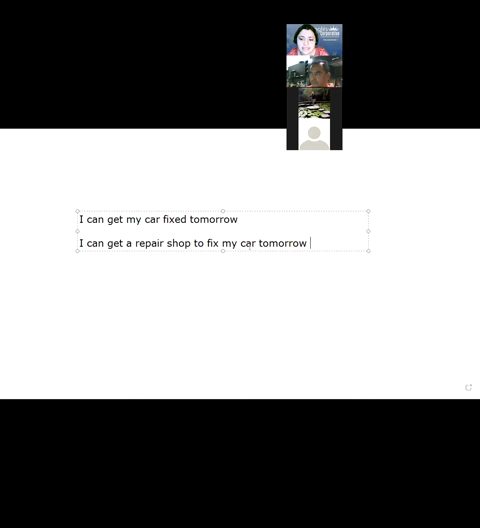 I can get my car fixed tomorrow
I can get a repair shop to fix my car tomorrow